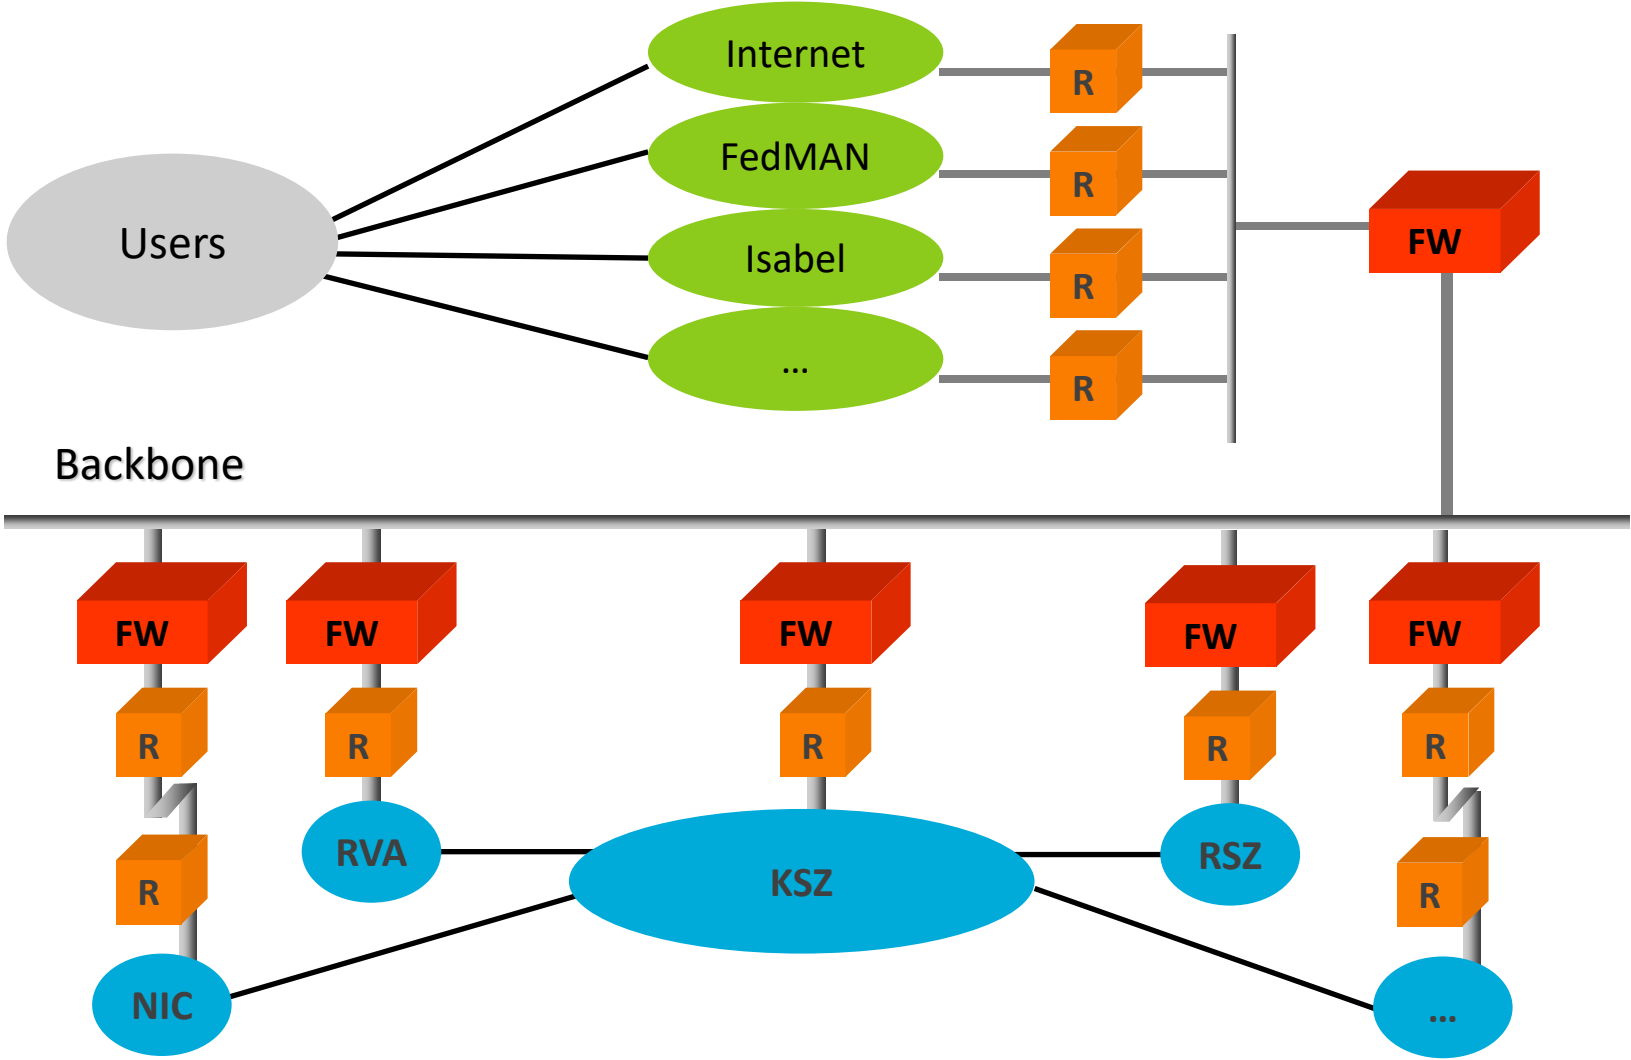 Internet
R
FedMAN
R
Users
FW
Isabel
R
...
R
Backbone
FW
FW
FW
FW
FW
R
R
R
R
R
RVA
KSZ
RSZ
R
R
NIC
...